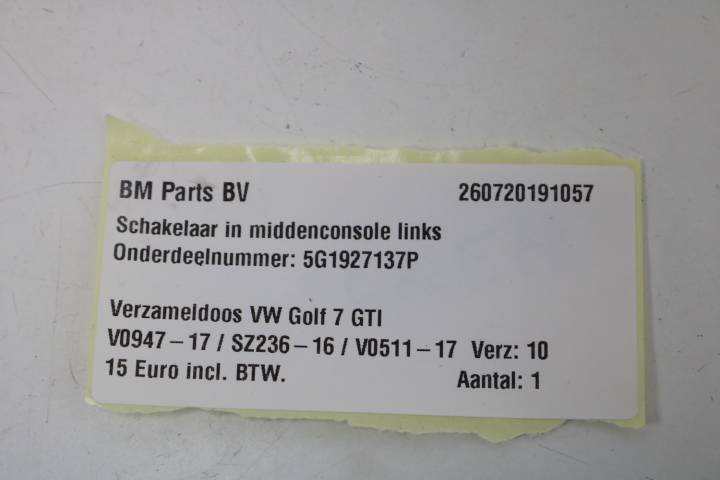 BM Parts BV 260720191057
Schakelaar in middenconsole links
Onderdeelnummer: 5G1927137P
Verzameldoos VW Golf 7 GTI
V0947-17 / SZ236-16 / V0511-17 Verz: 10
15 Euro incl. BTW. Aantal: 1